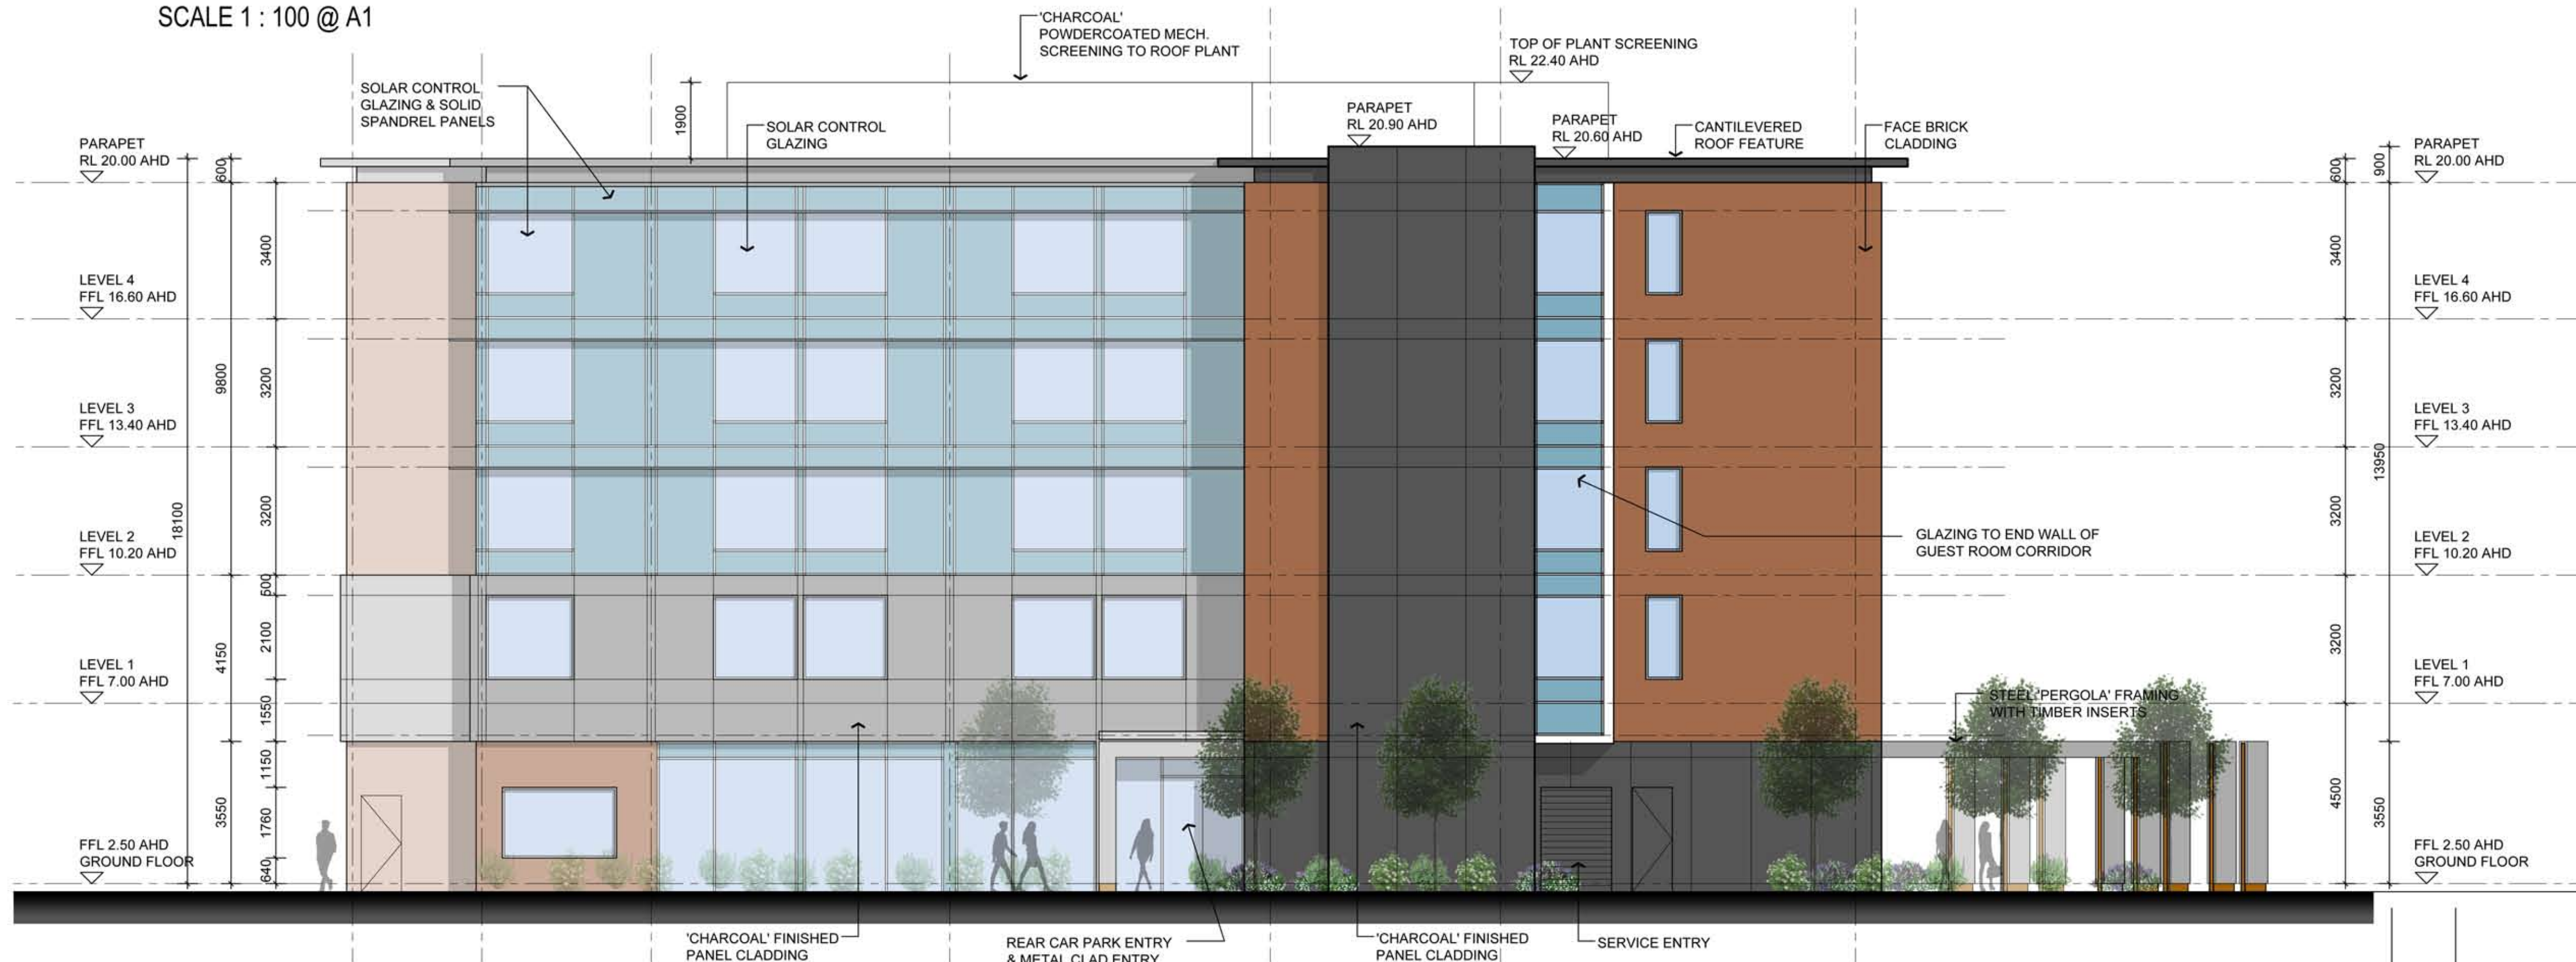 SCALE 1 : 100 @ A1
'CHARCOAL'
POWDERCOATED MECH.
SCREENING TO ROOF PLANT
TOP OF PLANT SCREENING
RL 22.40 AHD
SOLAR CONTROL
GLAZING & SOLID
SPANDREL PANELS
1900
SOLAR CONTROL
GLAZING
PARAPET
RL 20.90 AHD
PARAPET
RL 20.60 AHD
CANTILEVERED
ROOF FEATURE
FACE BRICK
CLADDING
PARAPET
RL 20.00 AHD
LEVEL 4
FFL 16.60 AHD
LEVEL 3
FFL 13.40 AHD
LEVEL 2
FFL 10.20 AHD
LEVEL 1
FFL 7.00 AHD
FFL 2.50 AHD
GROUND FLOOR
18100
600
9800
4150
3550
3400
3200
3200
500
2100
1550
1150
1760
640
GLAZING TO END WALL OF
GUEST ROOM CORRIDOR
STEEL 'PERGOLA' FRAMING
WITH TIMBER INSERTS
600
3400
3200
3200
3200
4500
900
13950
3550
PARAPET
RL 20.00 AHD
LEVEL 4
FFL 16.60 AHD
LEVEL 3
FFL 13.40 AHD
LEVEL 2
FFL 10.20 AHD
LEVEL 1
FFL 7.00 AHD
FFL 2.50 AHD
GROUND FLOOR
'CHARCOAL' FINISHED
PANEL CLADDING
REAR CAR PARK ENTRY
& METAL CLAD ENTRY
'CHARCOAL' FINISHED
PANEL CLADDING
SERVICE ENTRY